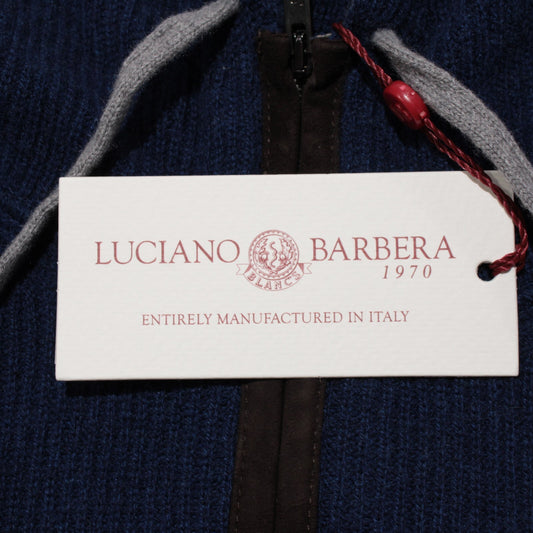 LUCIANO BARBERA
BLANCS
1970
ENTIRELY MANUFACTURED IN ITALY